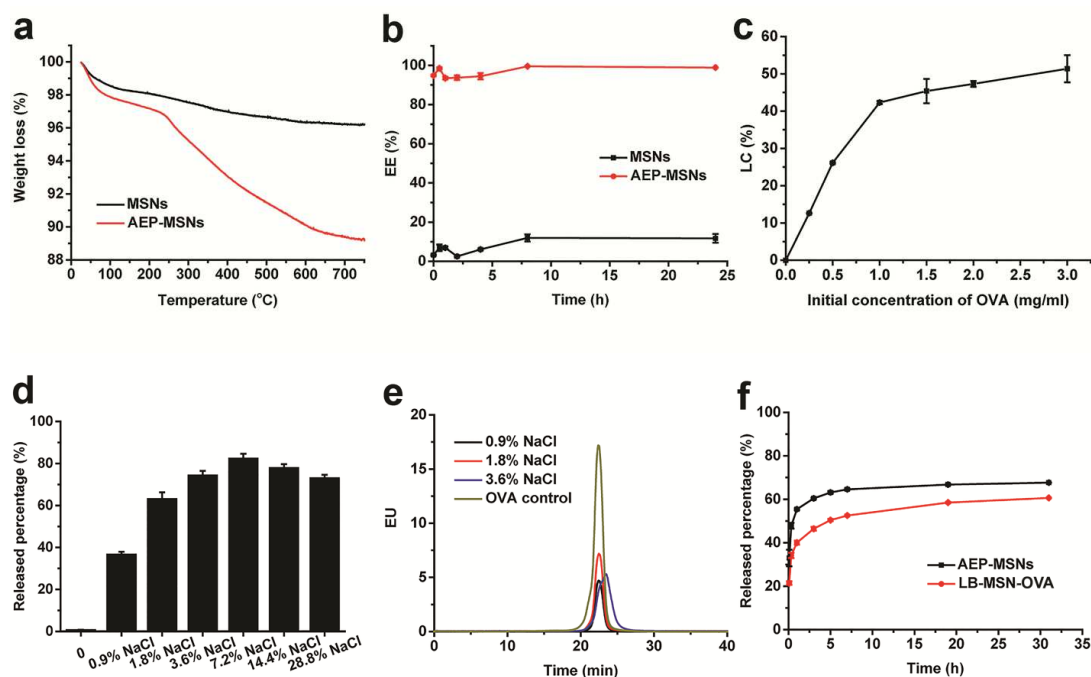 a
100
98
96
94
92
90
88
Weight loss (%)
MSNs
AEP-MSNs
0 100 200 300 400 500 600 700
Temperature (°C)
b
120
100
80
60
40
20
0
EE (%)
MSNs
AEP-MSNs
0 5 10 15 20 25
Time (h)
c
60
50
40
30
20
10
0
LC (%)
0.0 0.5 1.0 1.5 2.0 2.5 3.0
Initial concentration of OVA (mg/ml)
d
100
80
60
40
20
0
Released percentage (%)
0 0.9% NaCl 1.8% NaCl 3.6% NaCl 7.2% NaCl 14.4% NaCl 28.8% NaCl
e
20
15
10
5
0
EU
0.9% NaCl
1.8% NaCl
3.6% NaCl
OVA control
0 10 20 30 40
Time (min)
f
100
80
60
40
20
0
Released percentage (%)
AEP-MSNs
LB-MSN-OVA
0 5 10 15 20 25 30 35
Time (h)